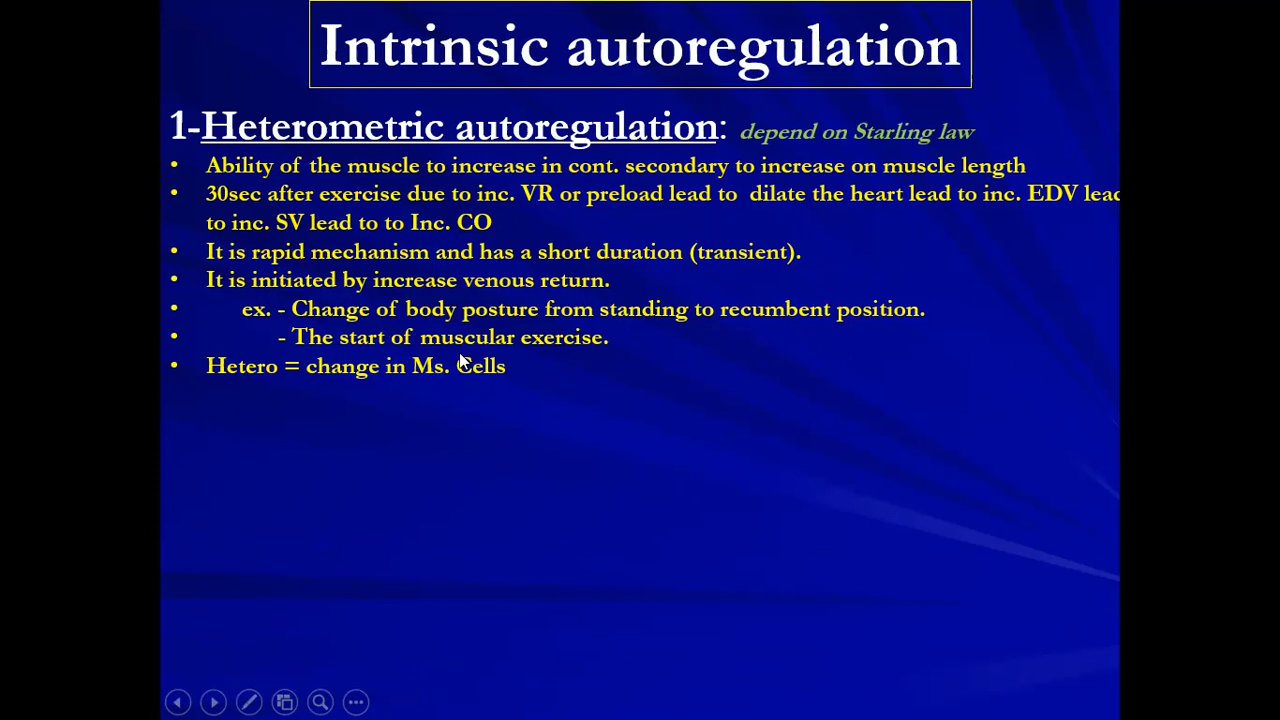 Intrinsic autoregulation
1-Heterometric autoregulation: depend on Starling law
• Ability of the muscle to increase in cont. secondary to increase on muscle length
• 30sec after exercise due to inc. VR or preload lead to dilate the heart lead to inc. EDV lead
to inc. SV lead to to Inc. CO
• It is rapid mechanism and has a short duration (transient).
• It is initiated by increase venous return.
• ex. - Change of body posture from standing to recumbent position.
• - The start of muscular exercise.
• Hetero = change in Ms. Cells